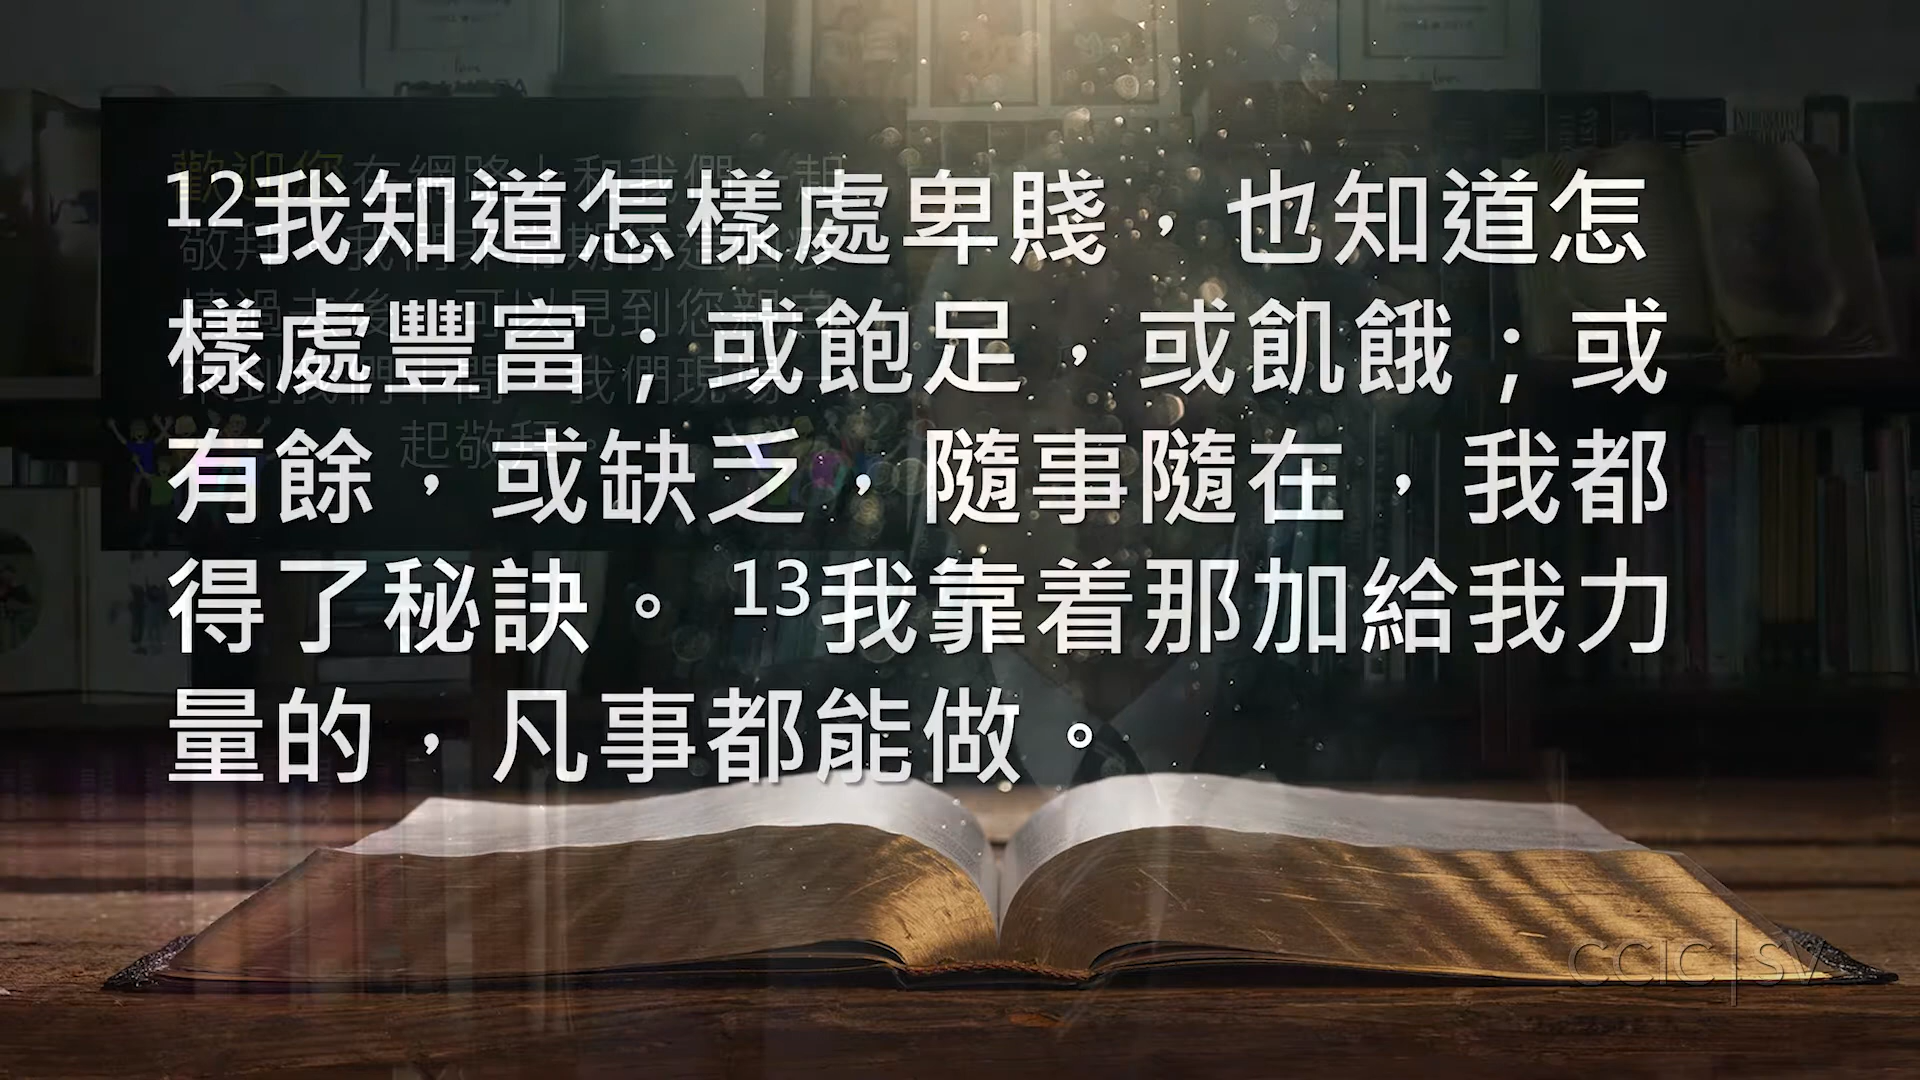 12我知道怎樣處卑賤，也知道怎
樣處豐富；或飽足，或飢餓；或
有餘，或缺乏，隨事隨在，我都
得了秘訣。 13我靠着那加給我力
量的，凡事都能做。
ccic|sv